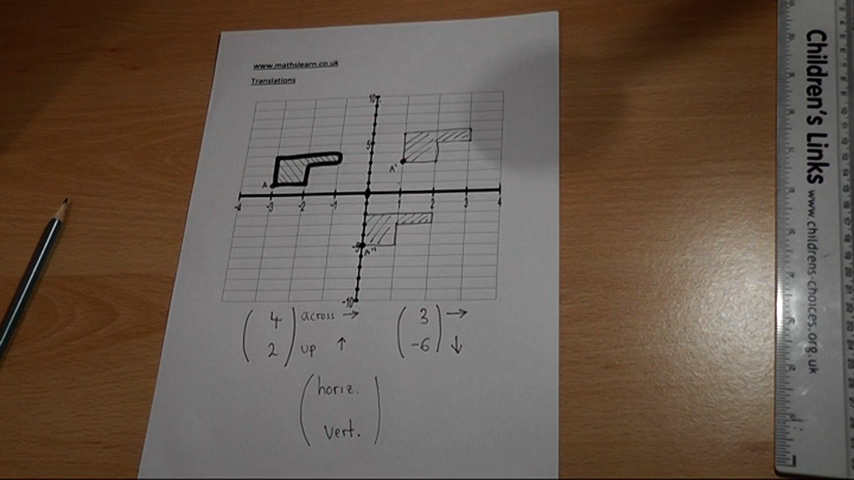 www.mathslearn.co.uk
Translations
10
5
A'
A
-4 -3 -2 -1 1 2 3 4
-5
A"
-10
( 4 ) across → ( 3 ) →
( 2 ) up ↑ ( -6 ) ↓
( horiz. )
( vert. )
Children's Links www.childrens-choices.org.uk